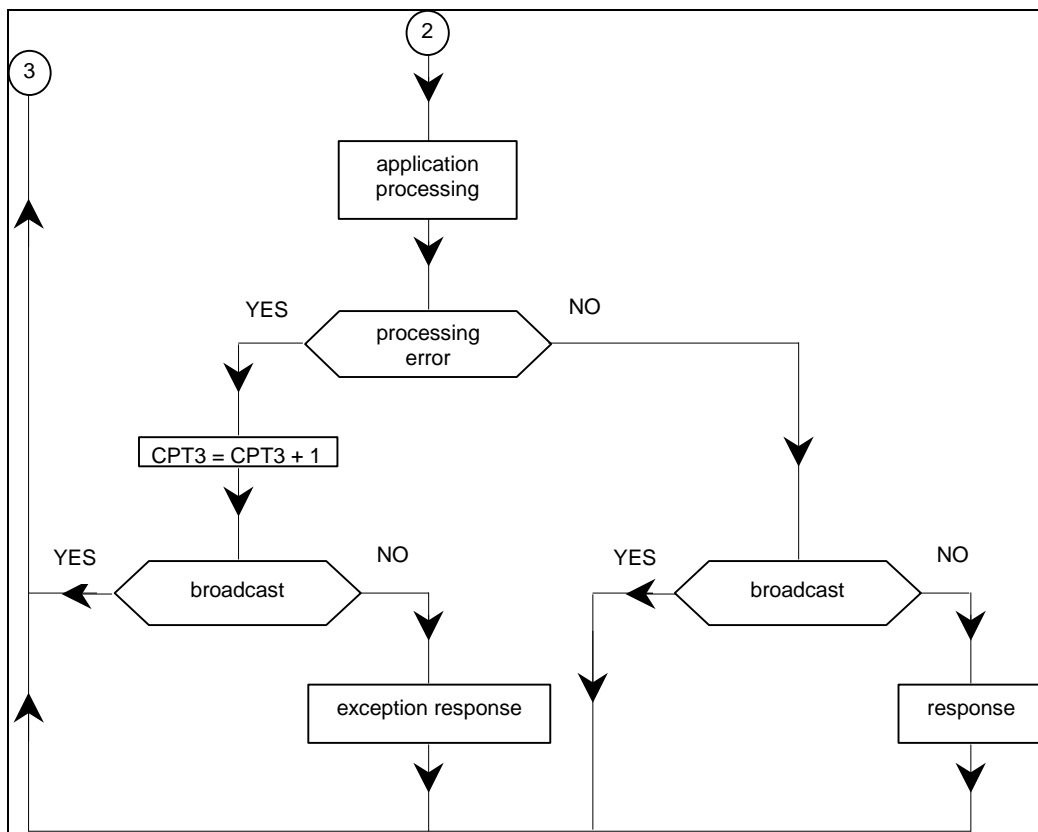 2
3
application
processing
YES
NO
processing
error
CPT3 = CPT3 + 1
YES
NO
YES
NO
broadcast
broadcast
exception response
response